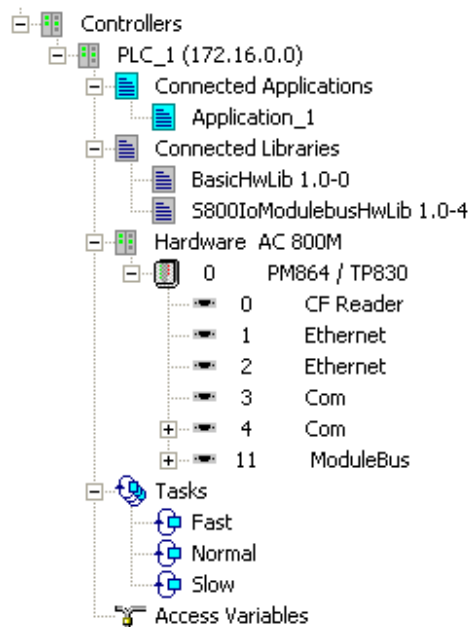 Controllers
PLC_1 (172.16.0.0)
Connected Applications
Application_1
Connected Libraries
BasicHwLib 1.0-0
S800IoModulebusHwLib 1.0-4
Hardware AC 800M
0 PM864 / TP830
0 CF Reader
1 Ethernet
2 Ethernet
3 Com
4 Com
11 ModuleBus
Tasks
Fast
Normal
Slow
Access Variables